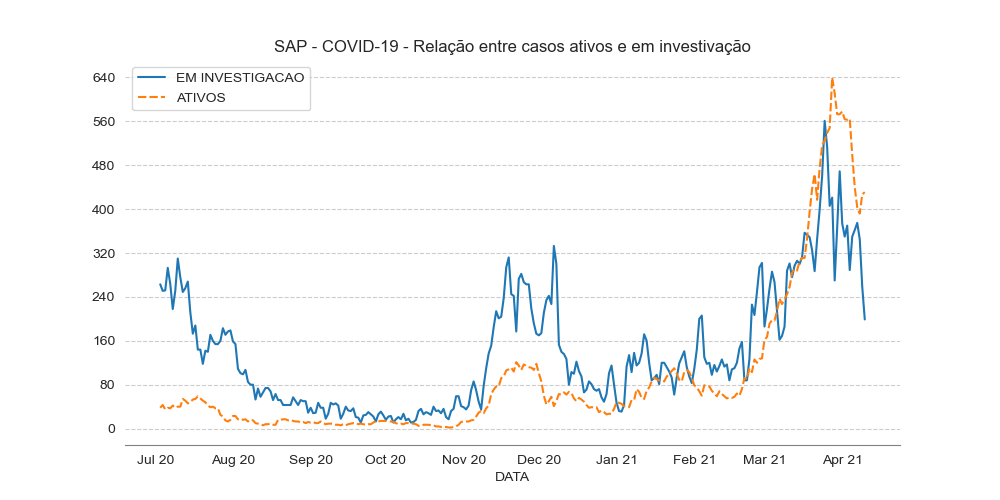 SAP - COVID-19 - Relação entre casos ativos e em investivação
EM INVESTIGACAO
ATIVOS
640
560
480
400
320
240
160
80
0
Jul 20 Aug 20 Sep 20 Oct 20 Nov 20 Dec 20 Jan 21 Feb 21 Mar 21 Apr 21
DATA